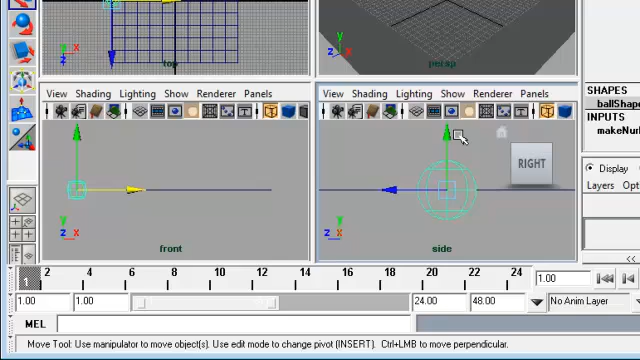 y
z x
top
y
z x
persp
SHAPES
ballShape
INPUTS
makeNur
View Shading Lighting Show Renderer Panels
View Shading Lighting Show Renderer Panels
RIGHT
Display
Layers
y
z x
front
y
z x
side
2 4 6 8 10 12 14 16 18 20 22 24
1
1.00
1.00 1.00 24.00 48.00 No Anim Layer
MEL
Move Tool: Use manipulator to move object(s). Use edit mode to change pivot (INSERT). Ctrl+LMB to move perpendicular.